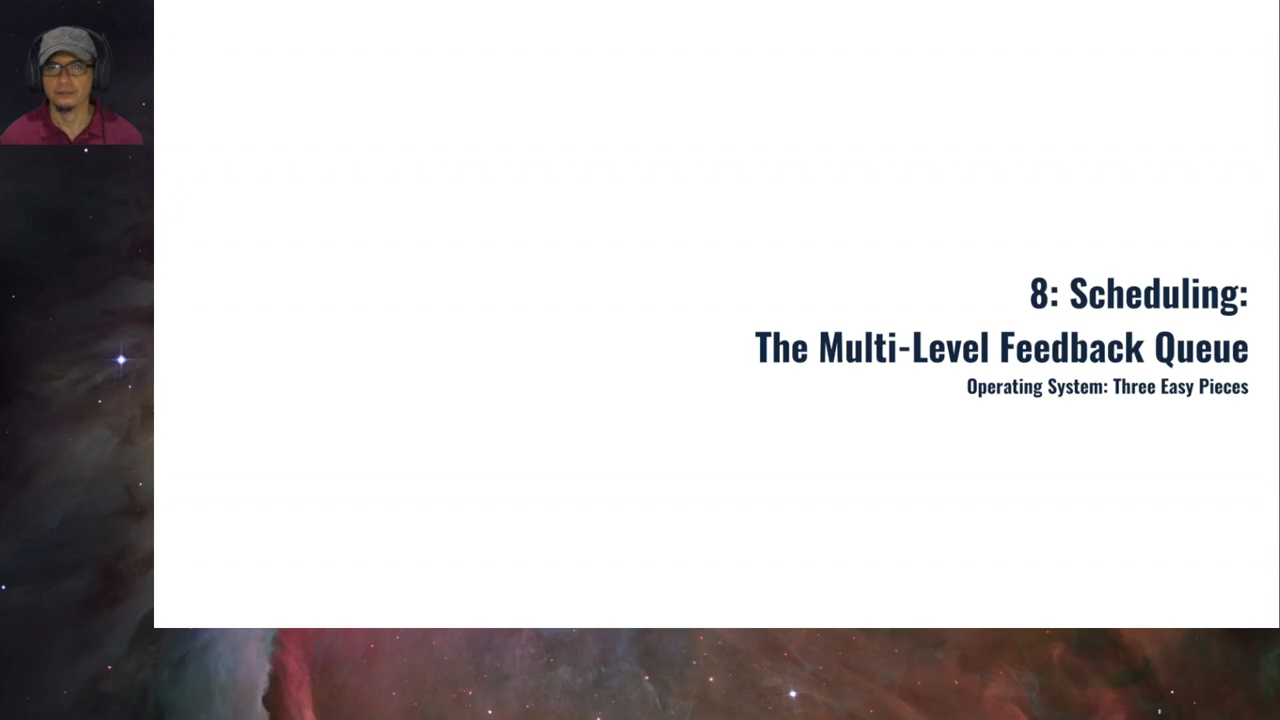 8: Scheduling:
The Multi-Level Feedback Queue
Operating System: Three Easy Pieces